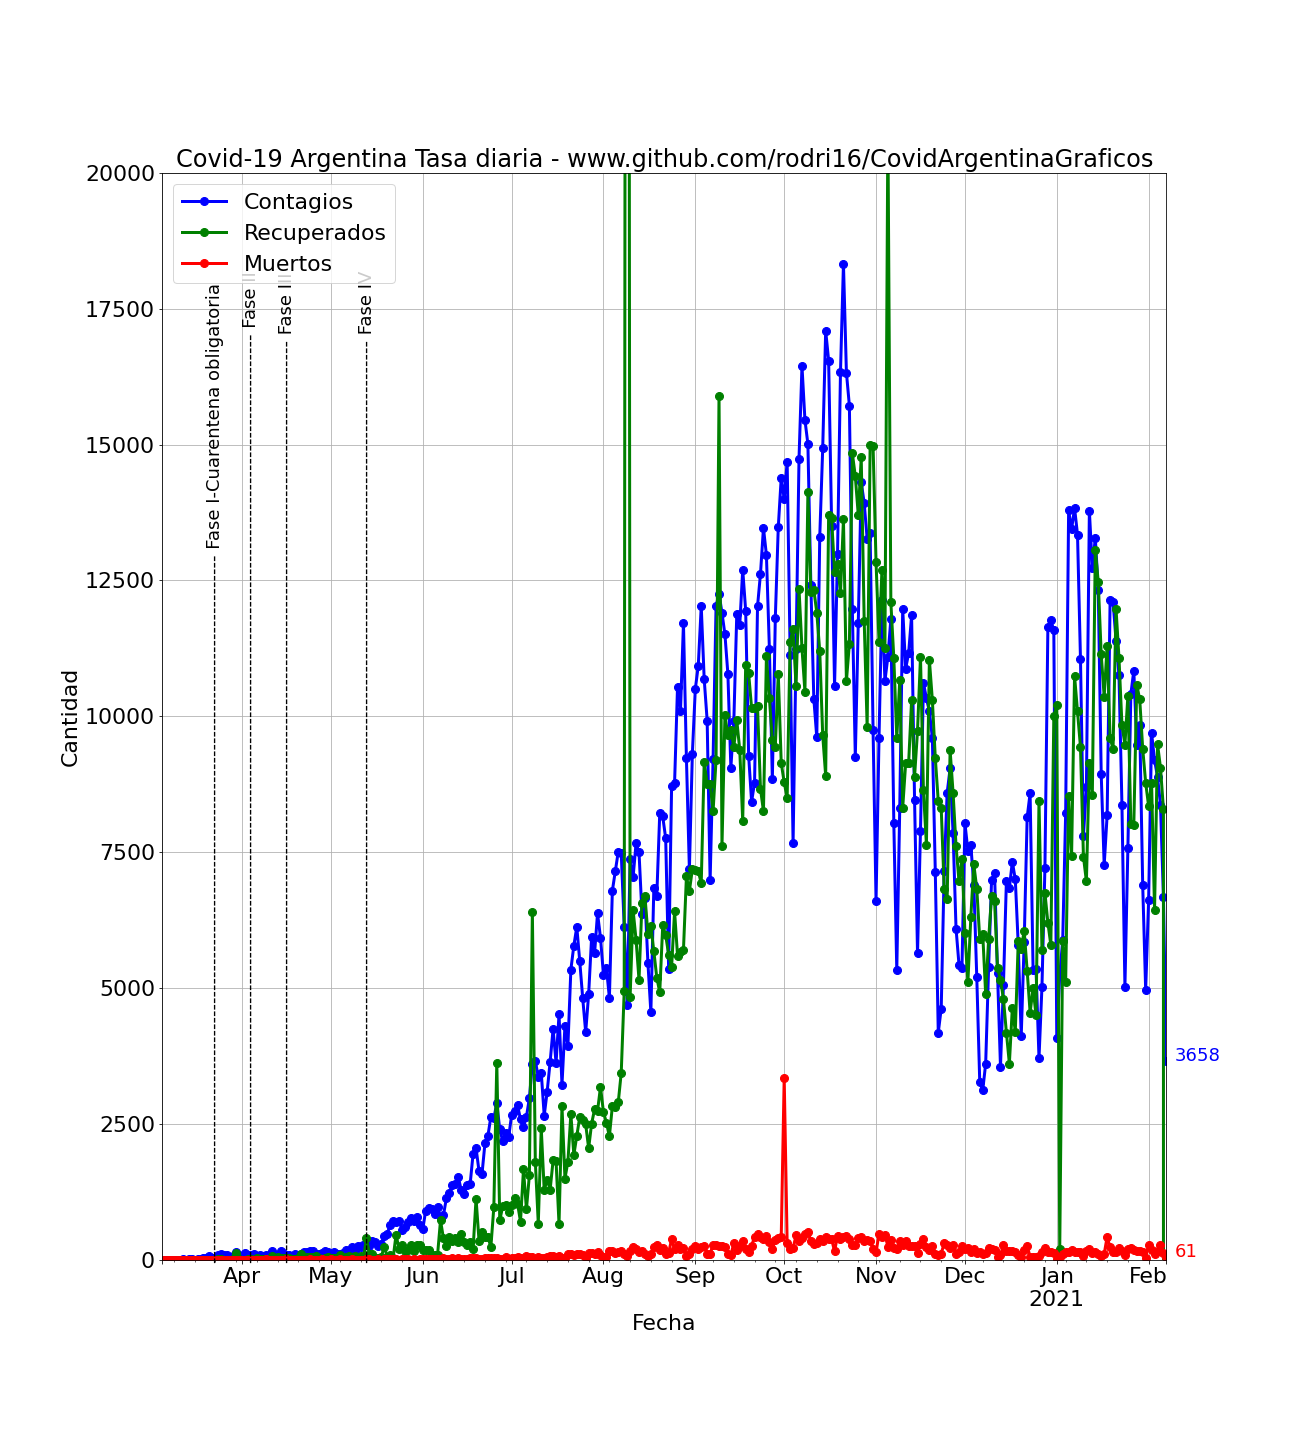 Covid-19 Argentina Tasa diaria - www.github.com/rodri16/CovidArgentinaGraficos
20000
17500
15000
12500
10000
7500
5000
2500
0
Cantidad
Contagios
Recuperados
Muertos
Fase I-Cuarentena obligatoria
Fase II
Fase III
Fase IV
3658
61
Apr May Jun Jul Aug Sep Oct Nov Dec Jan Feb
2021
Fecha